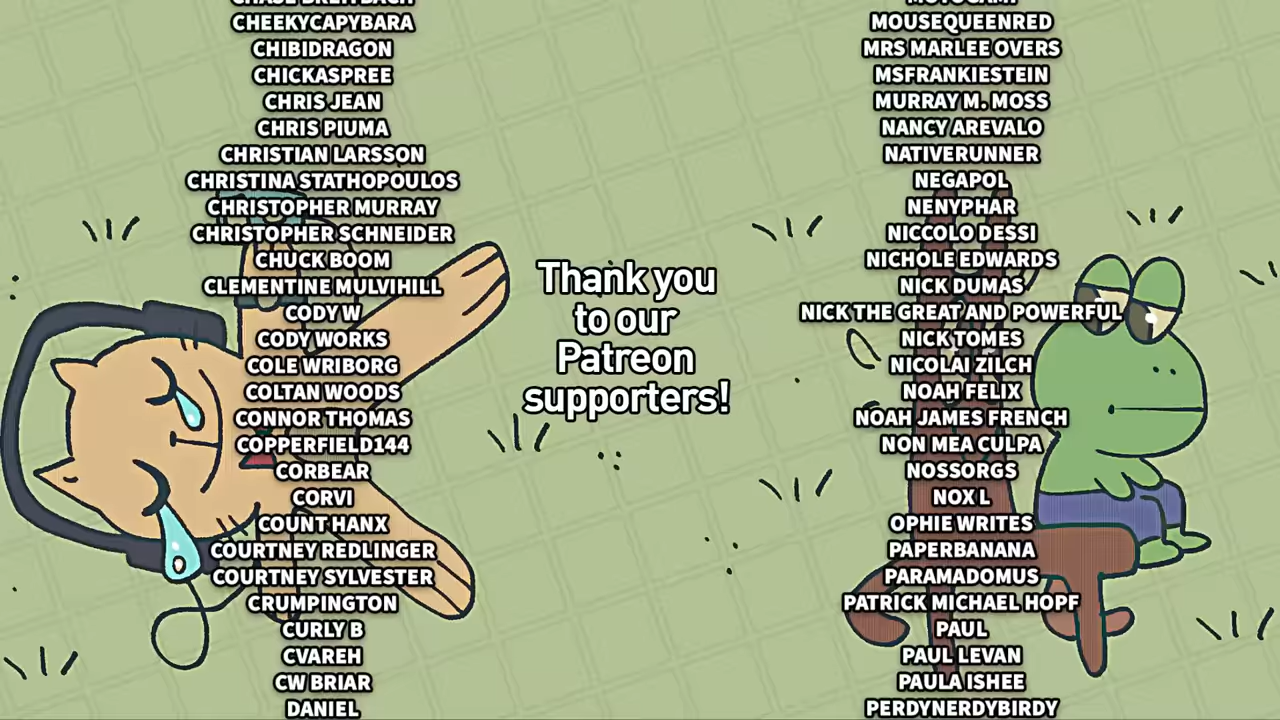 CHEEKYCAPYBARA
CHIBIDRAGON
CHICKASPREE
CHRIS JEAN
CHRIS PIUMA
CHRISTIAN LARSSON
CHRISTINA STATHOPOULOS
CHRISTOPHER MURRAY
CHRISTOPHER SCHNEIDER
CHUCK BOOM
CLEMENTINE MULVIHILL
CODY W
CODY WORKS
COLE WRIBORG
COLTAN WOODS
CONNOR THOMAS
COPPERFIELD144
CORBEAR
CORVI
COUNT HANX
COURTNEY REDLINGER
COURTNEY SYLVESTER
CRUMPINGTON
CURLY B
CVAREH
CW BRIAR
DANIEL
Thank you
to our
Patreon
supporters!
MOUSEQUEENRED
MRS MARLEE OVERS
MSFRANKIESTEIN
MURRAY M. MOSS
NANCY AREVALO
NATIVERUNNER
NEGAPOL
NENYPHAR
NICCOLO DESSI
NICHOLE EDWARDS
NICK DUMAS
NICK THE GREAT AND POWERFUL
NICK TOMES
NICOLAI ZILCH
NOAH FELIX
NOAH JAMES FRENCH
NON MEA CULPA
NOSSORGS
NOX L
OPHIE WRITES
PAPERBANANA
PARAMADOMUS
PATRICK MICHAEL HOPF
PAUL
PAUL LEVAN
PAULA ISHEE
PERDYNERDYBIRDY